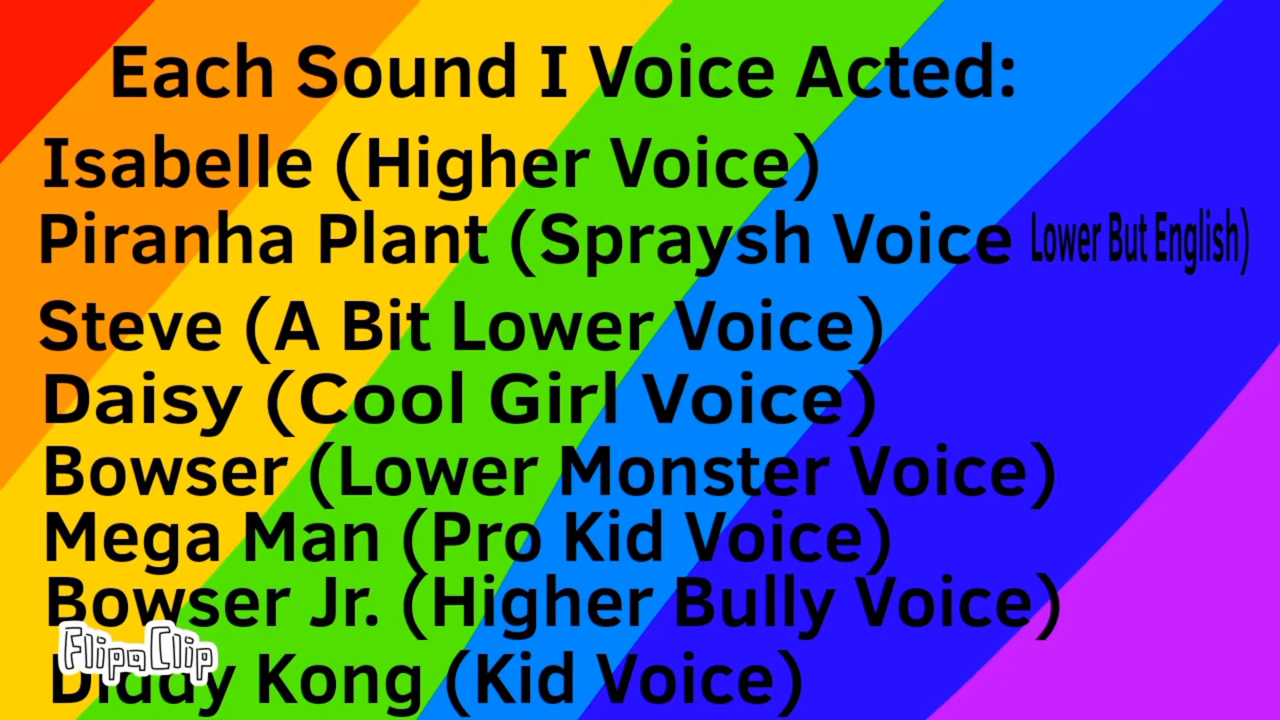 Each Sound I Voice Acted:
Isabelle (Higher Voice)
Piranha Plant (Spraysh Voice Lower But English)
Steve (A Bit Lower Voice)
Daisy (Cool Girl Voice)
Bowser (Lower Monster Voice)
Mega Man (Pro Kid Voice)
Bowser Jr. (Higher Bully Voice)
FlipaClip
Diddy Kong (Kid Voice)